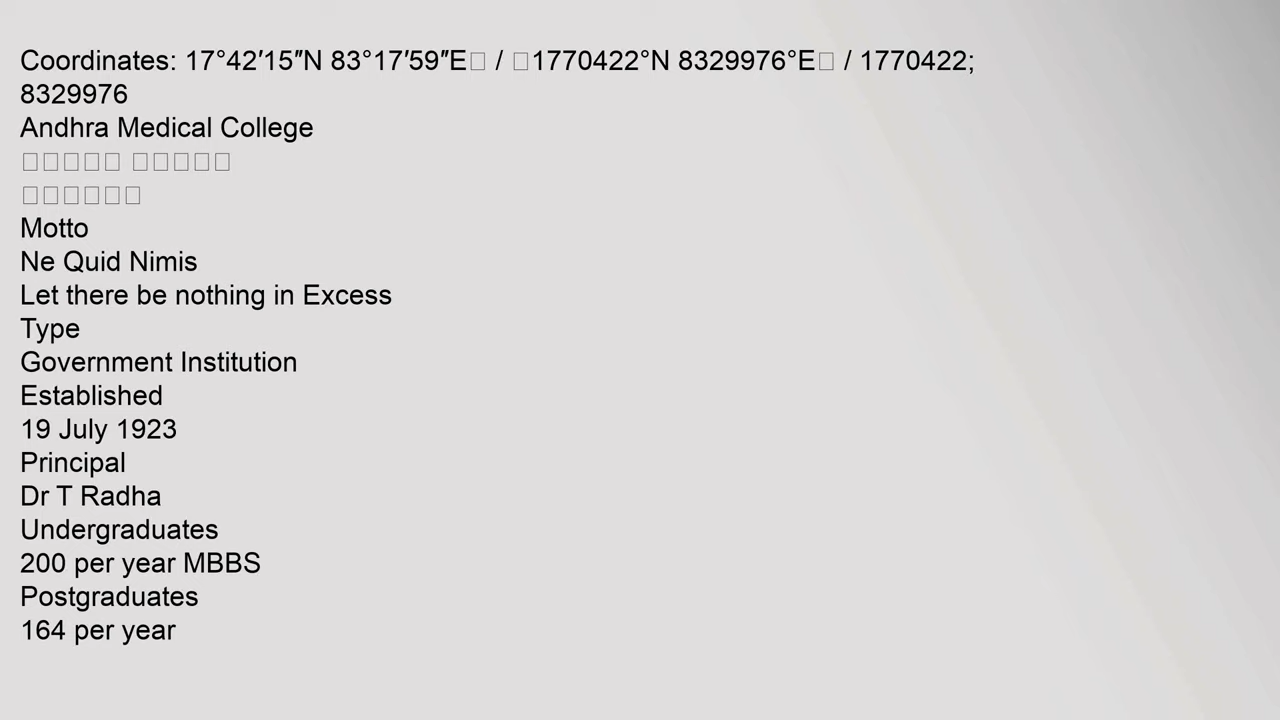 Coordinates: 17°42′15″N 83°17′59″E / 1770422°N 8329976°E / 1770422;
8329976
Andhra Medical College
Motto
Ne Quid Nimis
Let there be nothing in Excess
Type
Government Institution
Established
19 July 1923
Principal
Dr T Radha
Undergraduates
200 per year MBBS
Postgraduates
164 per year